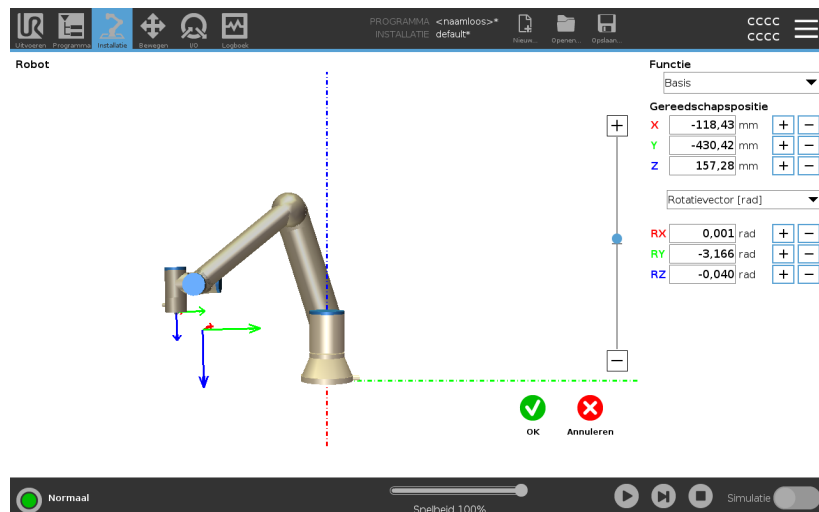 UR
Uitvoeren Programma Installatie Bewegen I/O Logboek
PROGRAMMA <naamloos>*
INSTALLATIE default*
Nieuw... Openen... Opslaan...
cccc
cccc
Robot
Functie
Basis
Gereedschapspositie
X -118,43 mm + −
Y -430,42 mm + −
Z 157,28 mm + −
Rotatievector [rad]
RX 0,001 rad + −
RY -3,166 rad + −
RZ -0,040 rad + −
+
−
OK Annuleren
Normaal
Snelheid 100%
Simulatie